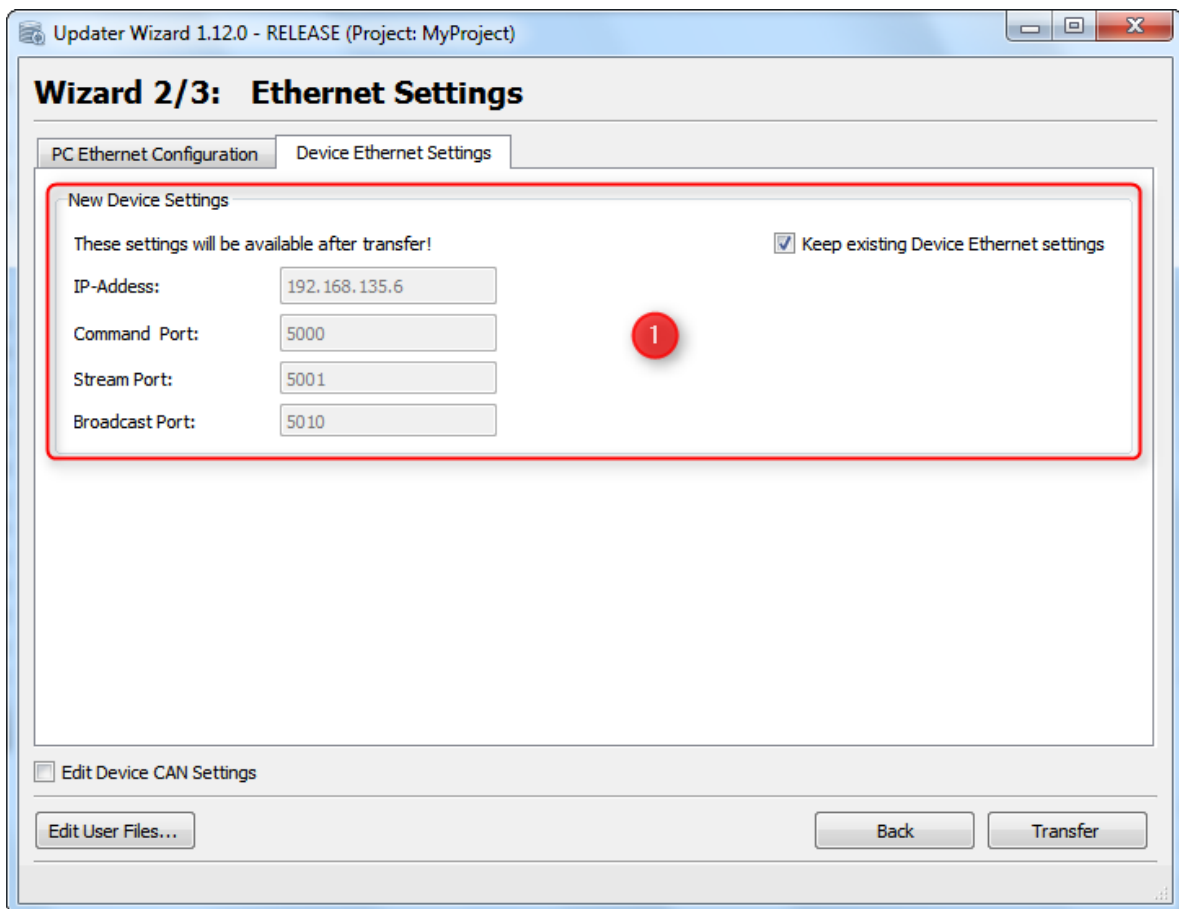 Updater Wizard 1.12.0 - RELEASE (Project: MyProject)
Wizard 2/3: Ethernet Settings
PC Ethernet Configuration
Device Ethernet Settings
New Device Settings
These settings will be available after transfer!
Keep existing Device Ethernet settings
IP-Addess: 192.168.135.6
Command Port: 5000
1
Stream Port: 5001
Broadcast Port: 5010
Edit Device CAN Settings
Edit User Files...
Back
Transfer